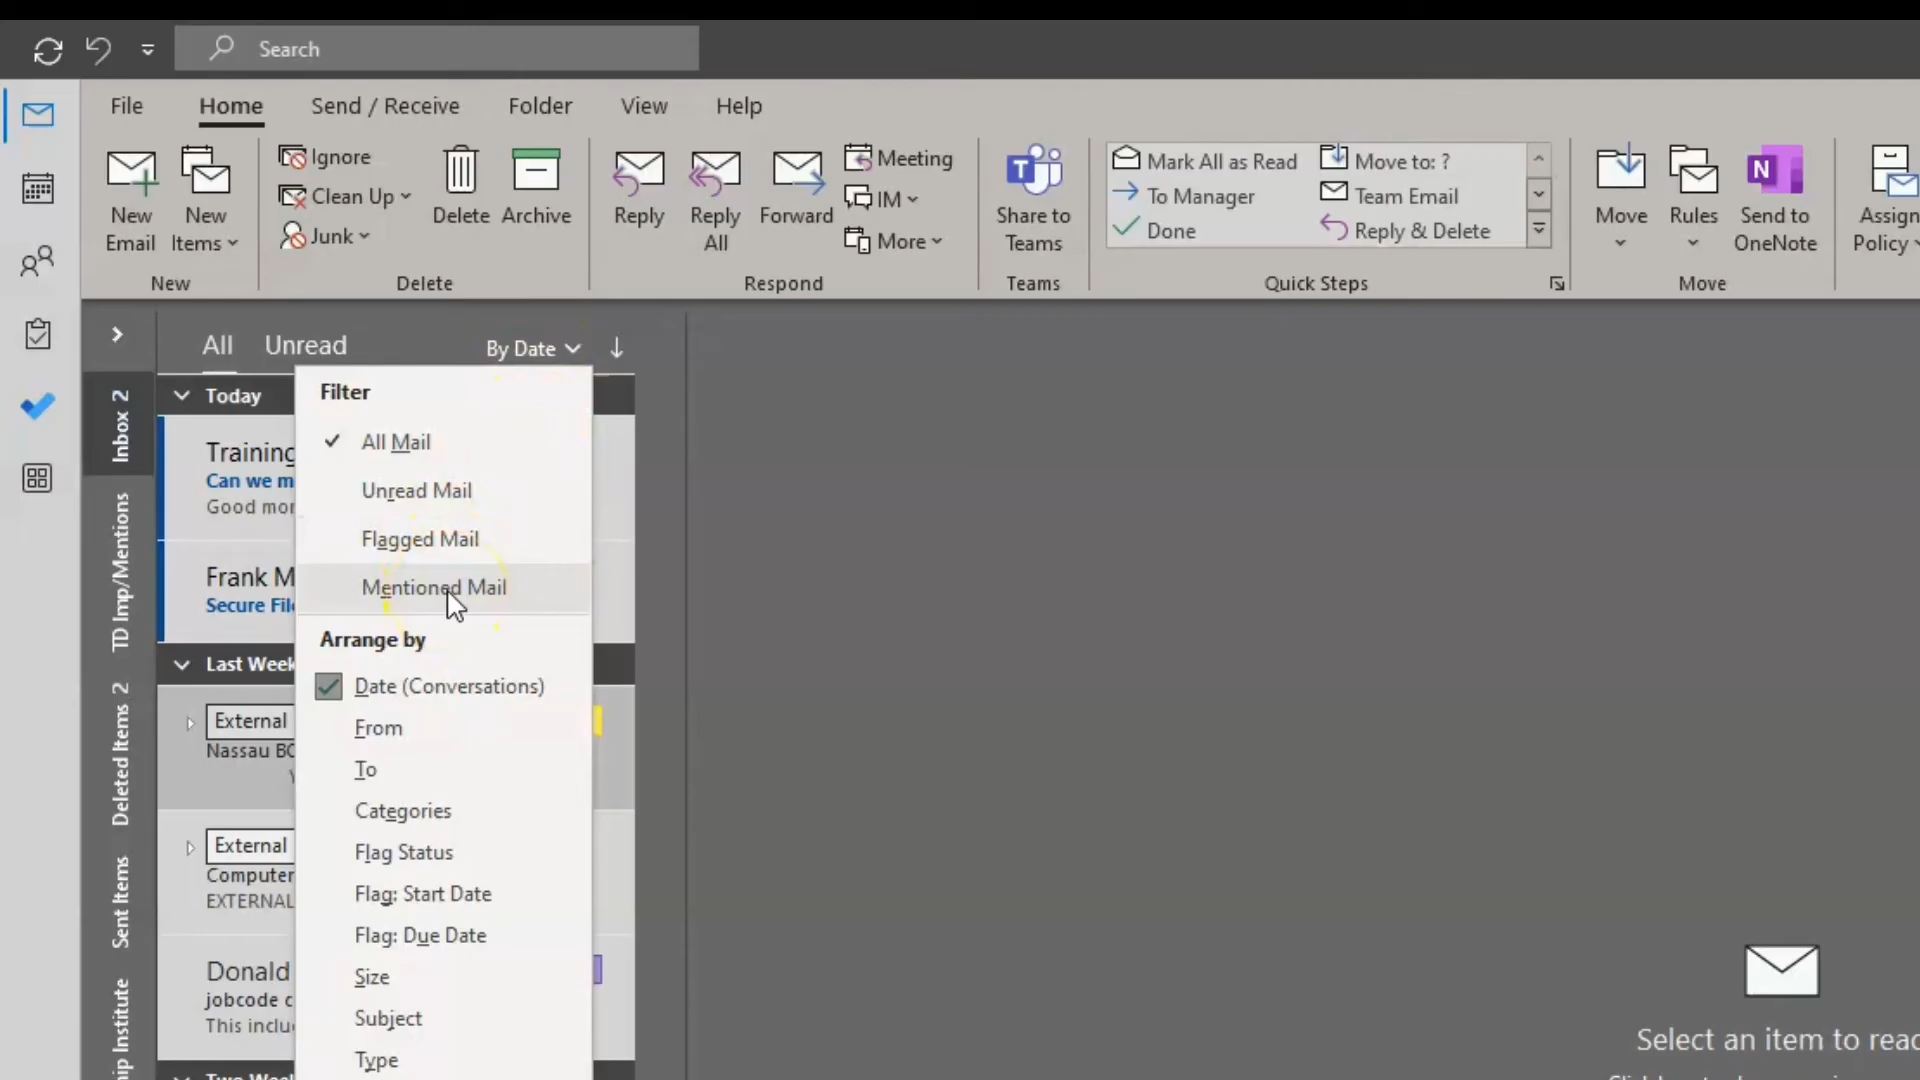 Search
File Home Send / Receive Folder View Help
New Email
New Items
Ignore
Clean Up
Junk
Delete
Archive
Reply
Reply All
Forward
Meeting
IM
More
Share to Teams
Mark All as Read
To Manager
Done
Move to: ?
Team Email
Reply & Delete
Move
Rules
Send to OneNote
Assign Policy
New Delete Respond Teams Quick Steps Move
All Unread By Date
Inbox 2
TD Imp/Mentions
Deleted Items 2
Sent Items
Institute
Today
Training
Can we m
Good mor
Frank M
Secure File
Last Week
External
Nassau BO
External
Computer
EXTERNAL
Donald
jobcode c
This inclu
Two Week
Filter
All Mail
Unread Mail
Flagged Mail
Mentioned Mail
Arrange by
Date (Conversations)
From
To
Categories
Flag Status
Flag: Start Date
Flag: Due Date
Size
Subject
Type
Select an item to read